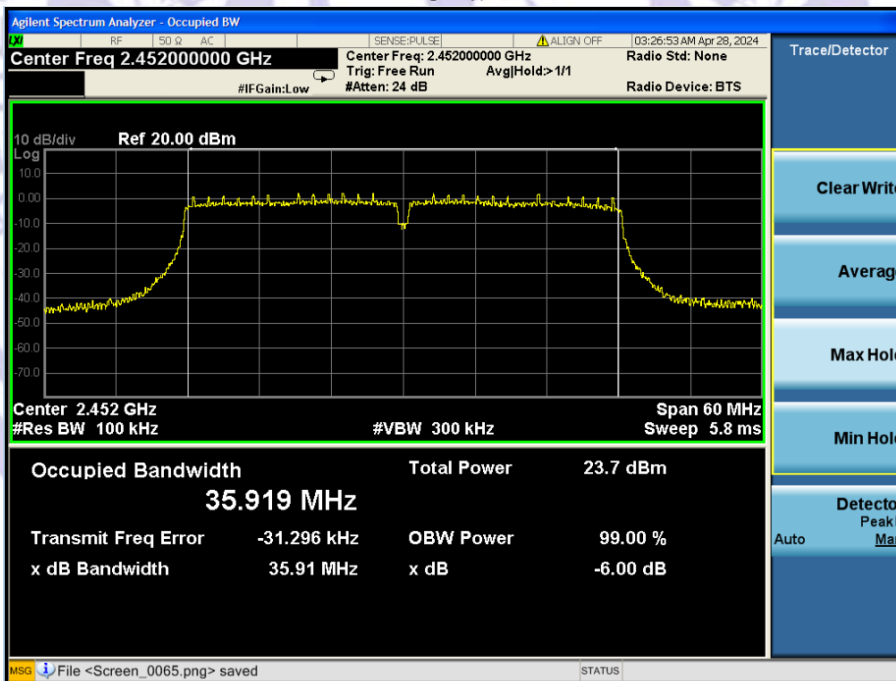 Agilent Spectrum Analyzer - Occupied BW
LXI RF 50 Ω AC SENSE:PULSE ALIGN OFF 03:26:53 AM Apr 28, 2024
Center Freq 2.452000000 GHz Center Freq: 2.452000000 GHz Radio Std: None
Trig: Free Run Avg|Hold:>1/1
#IFGain:Low #Atten: 24 dB Radio Device: BTS
10 dB/div Ref 20.00 dBm
Log
10.0
0.00
-10.0
-20.0
-30.0
-40.0
-50.0
-60.0
-70.0
Center 2.452 GHz Span 60 MHz
#Res BW 100 kHz #VBW 300 kHz Sweep 5.8 ms
Occupied Bandwidth Total Power 23.7 dBm
35.919 MHz
Transmit Freq Error -31.296 kHz OBW Power 99.00 %
x dB Bandwidth 35.91 MHz x dB -6.00 dB
MSG File <Screen_0065.png> saved STATUS
Trace/Detector
Clear Write
Average
Max Hold
Min Hold
Detector
Peak
Auto Man